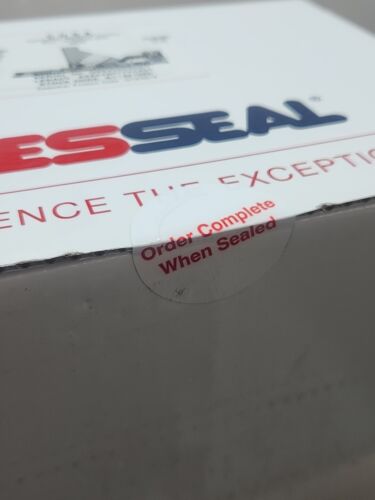 ESSEAL®
ENCE THE EXCEPTIO
Order Complete
When Sealed